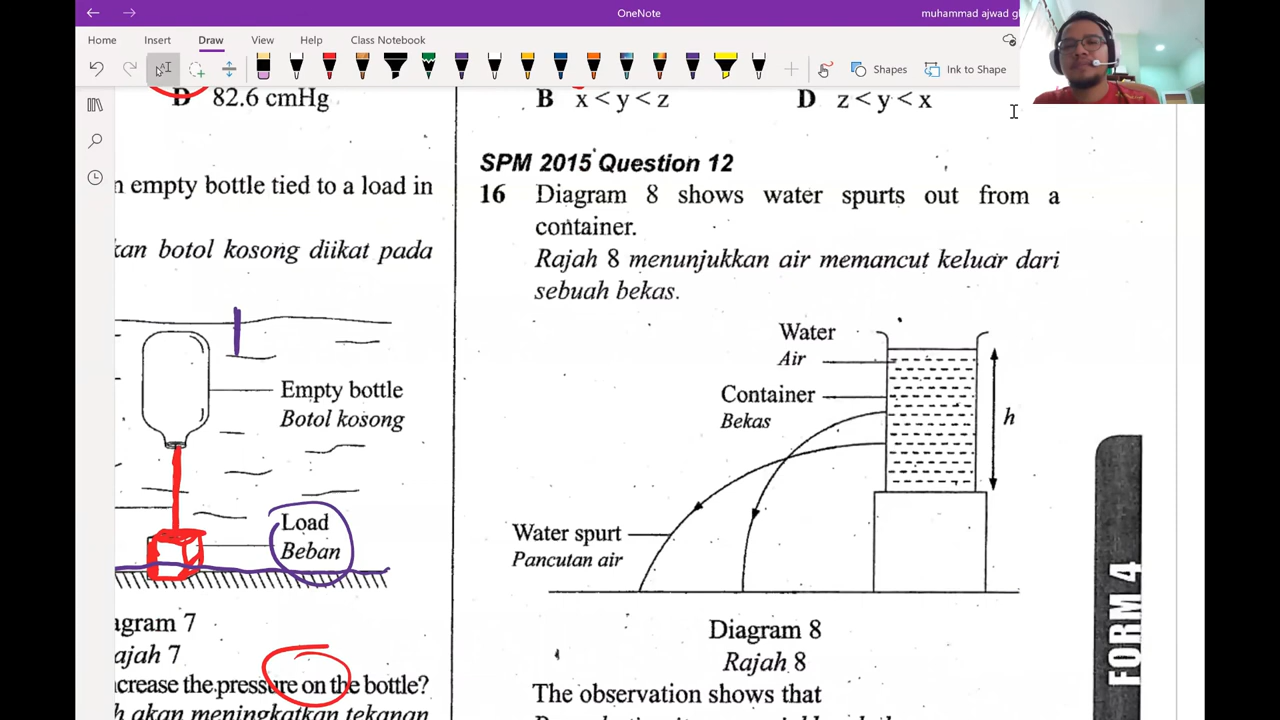 OneNote
muhammad ajwad gh
Home Insert Draw View Help Class Notebook
Shapes Ink to Shape
D 82.6 cmHg
n empty bottle tied to a load in
kan botol kosong diikat pada
Empty bottle
Botol kosong
Load
Beban
agram 7
ajah 7
crease the pressure on the bottle?
h akan meningkatkan tekanan
B x < y < z D z < y < x
SPM 2015 Question 12
16 Diagram 8 shows water spurts out from a
container.
Rajah 8 menunjukkan air memancut keluar dari
sebuah bekas.
Water
Air
Container
Bekas
h
Water spurt
Pancutan air
Diagram 8
Rajah 8
The observation shows that
FORM 4